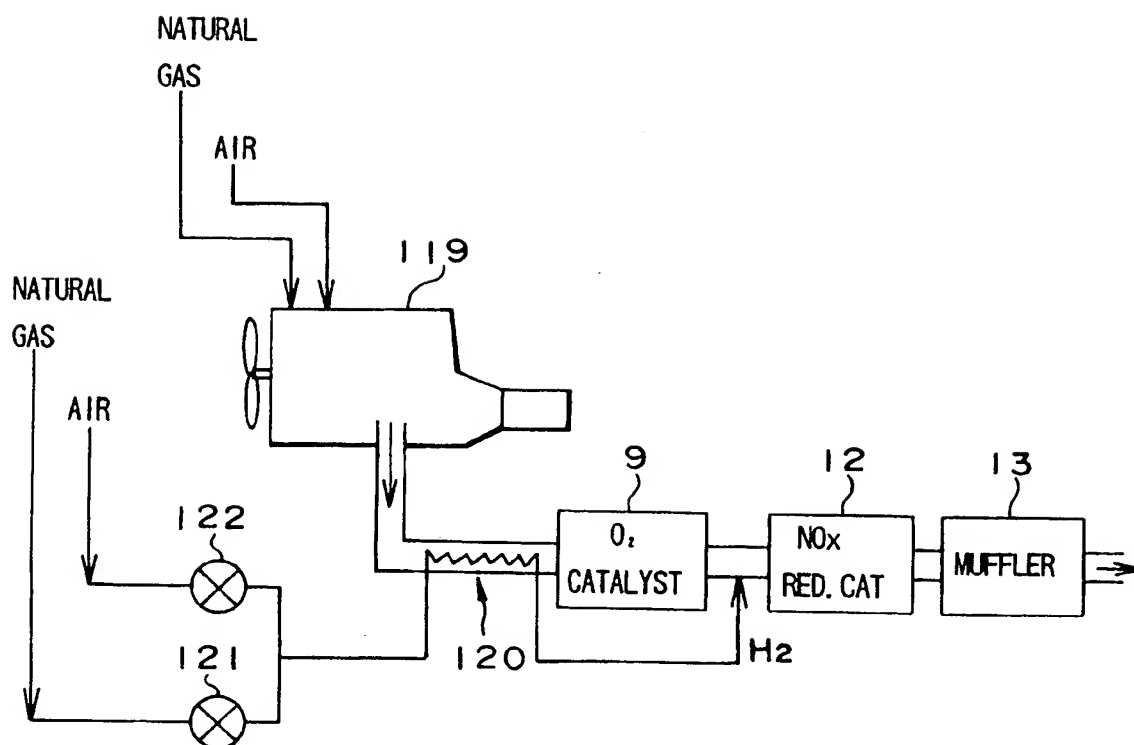 NATURAL
GAS
AIR
119
NATURAL
GAS
AIR
122
121
120
9
O₂
CATALYST
H2
12
NOx
RED. CAT
13
MUFFLER